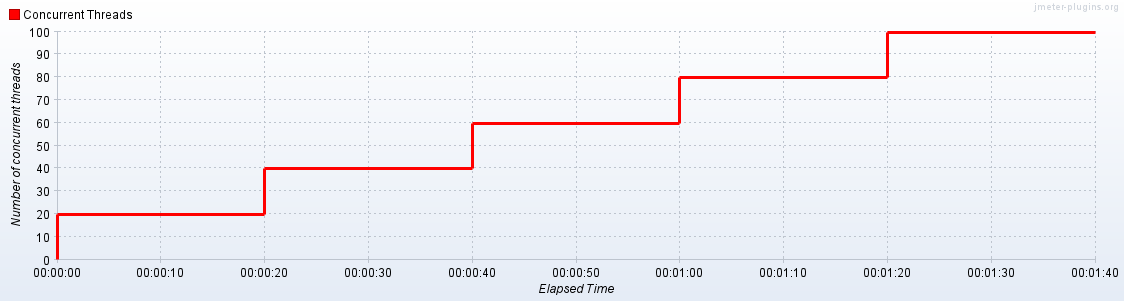 jmeter-plugins.org
Concurrent Threads
100
90
80
70
60
50
40
30
20
10
0
Number of concurrent threads
00:00:00 00:00:10 00:00:20 00:00:30 00:00:40 00:00:50 00:01:00 00:01:10 00:01:20 00:01:30 00:01:40
Elapsed Time